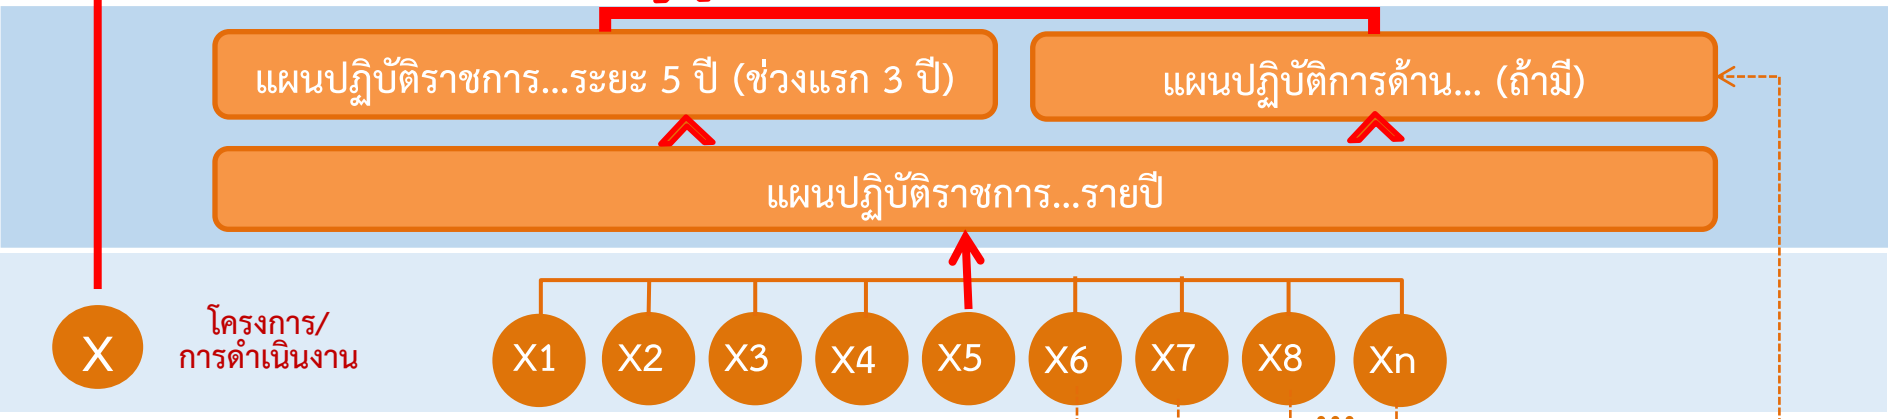 แผนปฏิบัติราชการ...ระยะ 5 ปี (ช่วงแรก 3 ปี)
แผนปฏิบัติการด้าน... (ถ้ามี)
แผนปฏิบัติราชการ...รายปี
X
โครงการ/
การดำเนินงาน
X1 X2 X3 X4 X5 X6 X7 X8 Xn